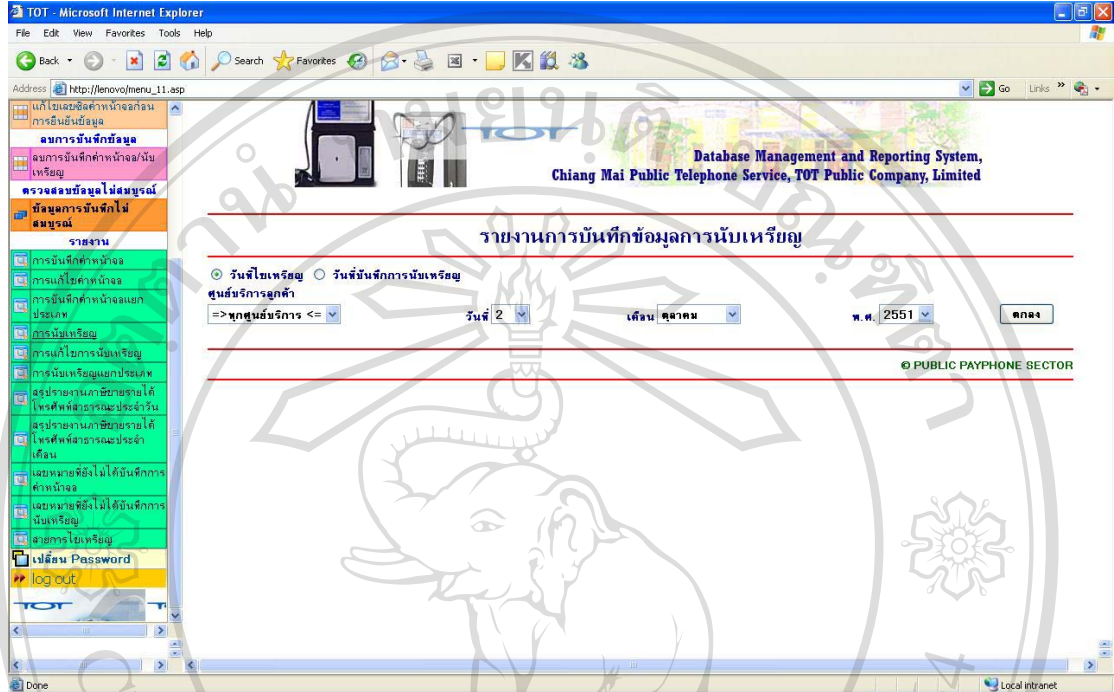 TOT - Microsoft Internet Explorer
File Edit View Favorites Tools Help
Back Search Favorites
Address http://lenovo/menu_11.asp Go Links
แก้ไขเลขชีลค่าหน้าจอก่อน
การยืนยันข้อมูล
ลบการบันทึกข้อมูล
ลบการบันทึกค่าหน้าจอ/นับ
เหรียญ
ตรวจสอบข้อมูลไม่สมบูรณ์
ข้อมูลการบันทึกไม่
สมบูรณ์
รายงาน
การบันทึกค่าหน้าจอ
การแก้ไขค่าหน้าจอ
การบันทึกค่าหน้าจอแยก
ประเภท
การนับเหรียญ
การแก้ไขการนับเหรียญ
การนับเหรียญแยกประเภท
สรุปรายงานภาษีขายรายได้
โทรศัพท์สาธารณะประจำวัน
สรุปรายงานภาษีขายรายได้
โทรศัพท์สาธารณะประจำ
เดือน
เลขหมายที่ยังไม่ได้บันทึกการ
ค่าหน้าจอ
เลขหมายที่ยังไม่ได้บันทึกการ
นับเหรียญ
สายการไขเหรียญ
เปลี่ยน Password
log out
TOT
TOT
Database Management and Reporting System,
Chiang Mai Public Telephone Service, TOT Public Company, Limited
รายงานการบันทึกข้อมูลการนับเหรียญ
วันที่ไขเหรียญ วันที่บันทึกการนับเหรียญ
ศูนย์บริการลูกค้า
=>ทุกศูนย์บริการ <= วันที่ 2 เดือน ตุลาคม พ.ศ. 2551 ตกลง
© PUBLIC PAYPHONE SECTOR
Done Local intranet